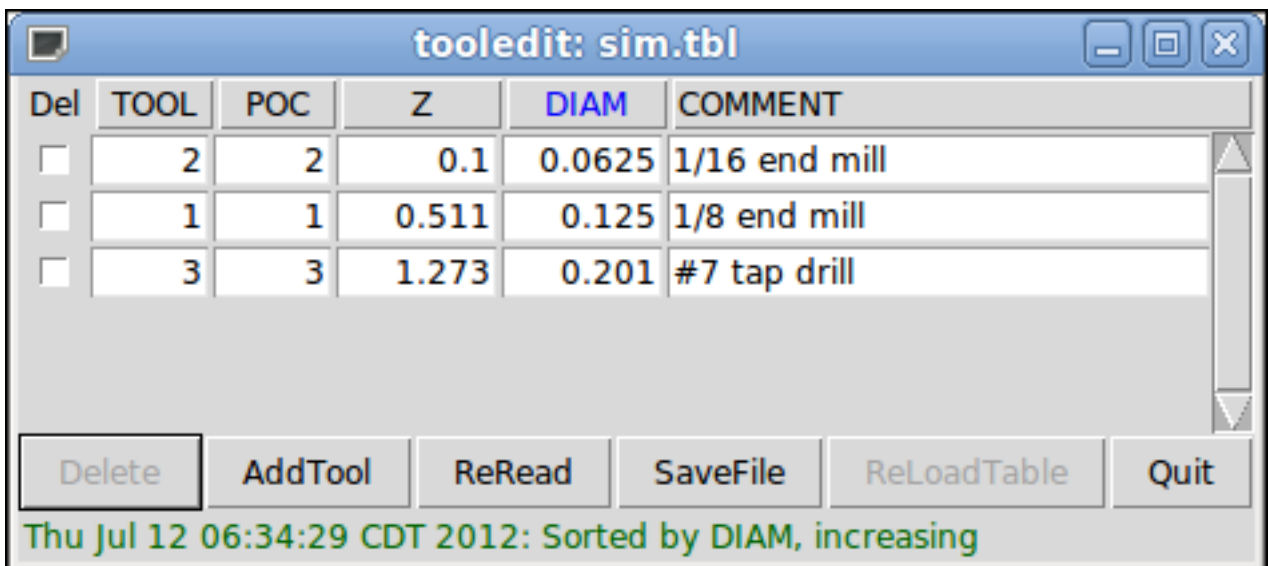 tooledit: sim.tbl
Del TOOL POC Z DIAM COMMENT
2 2 0.1 0.0625 1/16 end mill
1 1 0.511 0.125 1/8 end mill
3 3 1.273 0.201 #7 tap drill
Delete AddTool ReRead SaveFile ReLoadTable Quit
Thu Jul 12 06:34:29 CDT 2012: Sorted by DIAM, increasing